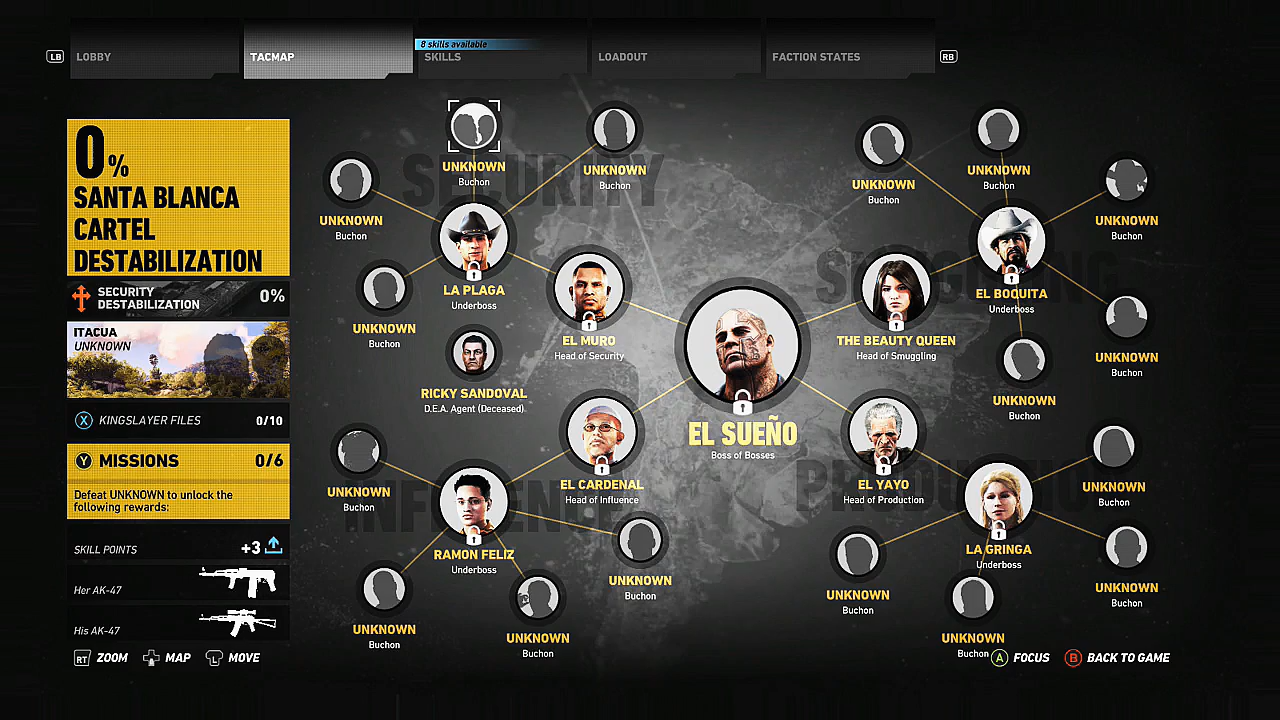 LB
LOBBY
TACMAP
8 skills available
SKILLS
LOADOUT
FACTION STATES
RB
0%
SANTA BLANCA
CARTEL
DESTABILIZATION
SECURITY
DESTABILIZATION
0%
ITACUA
UNKNOWN
X KINGSLAYER FILES 0/10
Y MISSIONS 0/6
Defeat UNKNOWN to unlock the
following rewards:
SKILL POINTS +3
Her AK-47
His AK-47
RT ZOOM
MAP
L MOVE
SECURITY
UNKNOWN
Buchon
UNKNOWN
Buchon
UNKNOWN
Buchon
LA PLAGA
Underboss
UNKNOWN
Buchon
EL MURO
Head of Security
RICKY SANDOVAL
D.E.A. Agent (Deceased)
SMUGGLING
UNKNOWN
Buchon
UNKNOWN
Buchon
UNKNOWN
Buchon
EL BOQUITA
Underboss
THE BEAUTY QUEEN
Head of Smuggling
UNKNOWN
Buchon
UNKNOWN
Buchon
EL SUEÑO
Boss of Bosses
INFLUENCE
EL CARDENAL
Head of Influence
UNKNOWN
Buchon
RAMON FELIZ
Underboss
UNKNOWN
Buchon
UNKNOWN
Buchon
UNKNOWN
Buchon
PRODUCTION
EL YAYO
Head of Production
UNKNOWN
Buchon
LA GRINGA
Underboss
UNKNOWN
Buchon
UNKNOWN
Buchon
UNKNOWN
Buchon
A FOCUS
B BACK TO GAME